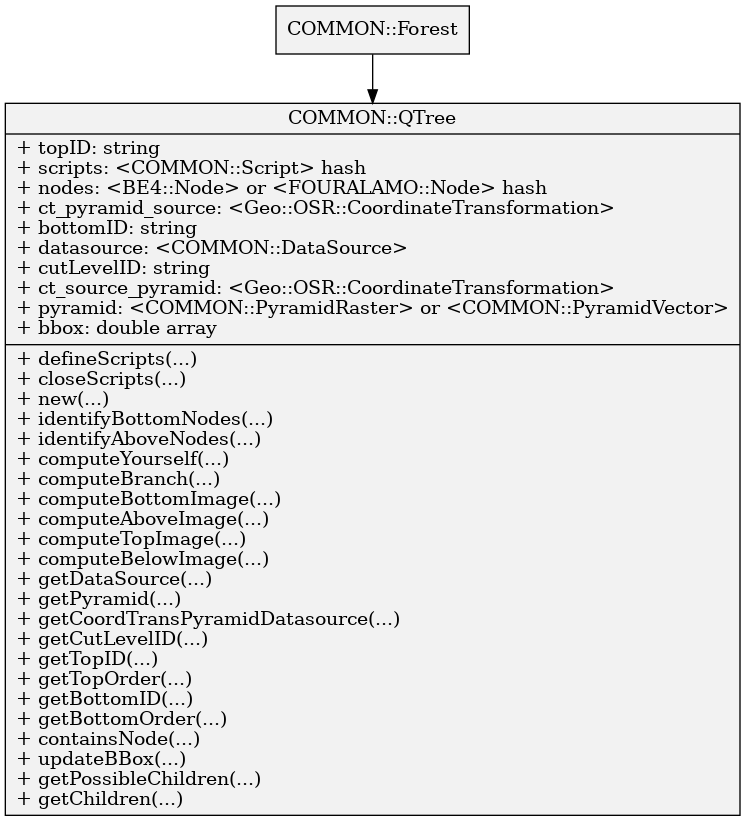 COMMON::Forest
COMMON::QTree
+ topID: string
+ scripts: <COMMON::Script> hash
+ nodes: <BE4::Node> or <FOURALAMO::Node> hash
+ ct_pyramid_source: <Geo::OSR::CoordinateTransformation>
+ bottomID: string
+ datasource: <COMMON::DataSource>
+ cutLevelID: string
+ ct_source_pyramid: <Geo::OSR::CoordinateTransformation>
+ pyramid: <COMMON::PyramidRaster> or <COMMON::PyramidVector>
+ bbox: double array
+ defineScripts(...)
+ closeScripts(...)
+ new(...)
+ identifyBottomNodes(...)
+ identifyAboveNodes(...)
+ computeYourself(...)
+ computeBranch(...)
+ computeBottomImage(...)
+ computeAboveImage(...)
+ computeTopImage(...)
+ computeBelowImage(...)
+ getDataSource(...)
+ getPyramid(...)
+ getCoordTransPyramidDatasource(...)
+ getCutLevelID(...)
+ getTopID(...)
+ getTopOrder(...)
+ getBottomID(...)
+ getBottomOrder(...)
+ containsNode(...)
+ updateBBox(...)
+ getPossibleChildren(...)
+ getChildren(...)